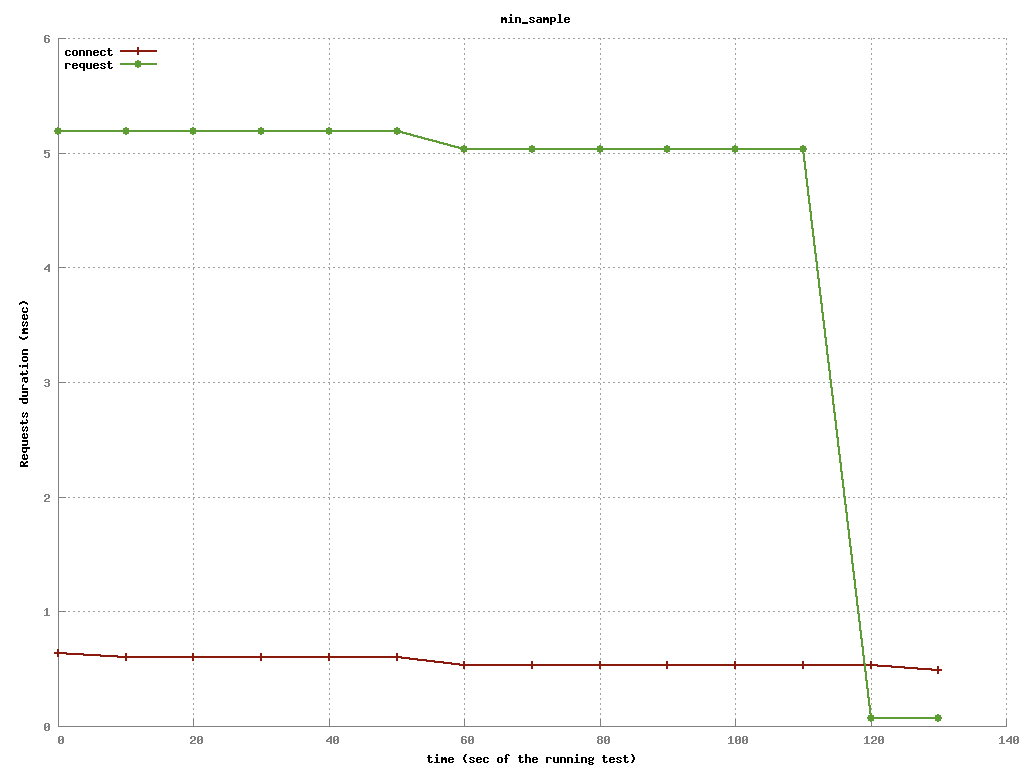 min_sample
connect
request
6
5
4
3
2
1
0
Requests duration (msec)
0 20 40 60 80 100 120 140
time (sec of the running test)